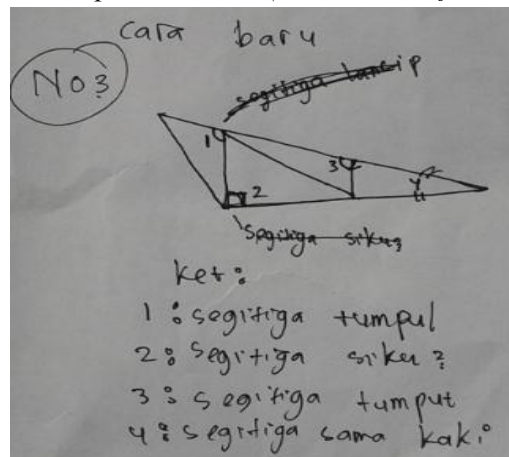 cara baru
No 3
segitiga lancip
1
3
4
2
segitiga siku2
ket:
1 : segitiga tumpul
2 : segitiga siku 2
3 : segitiga tumput
4 : segitiga sama kaki